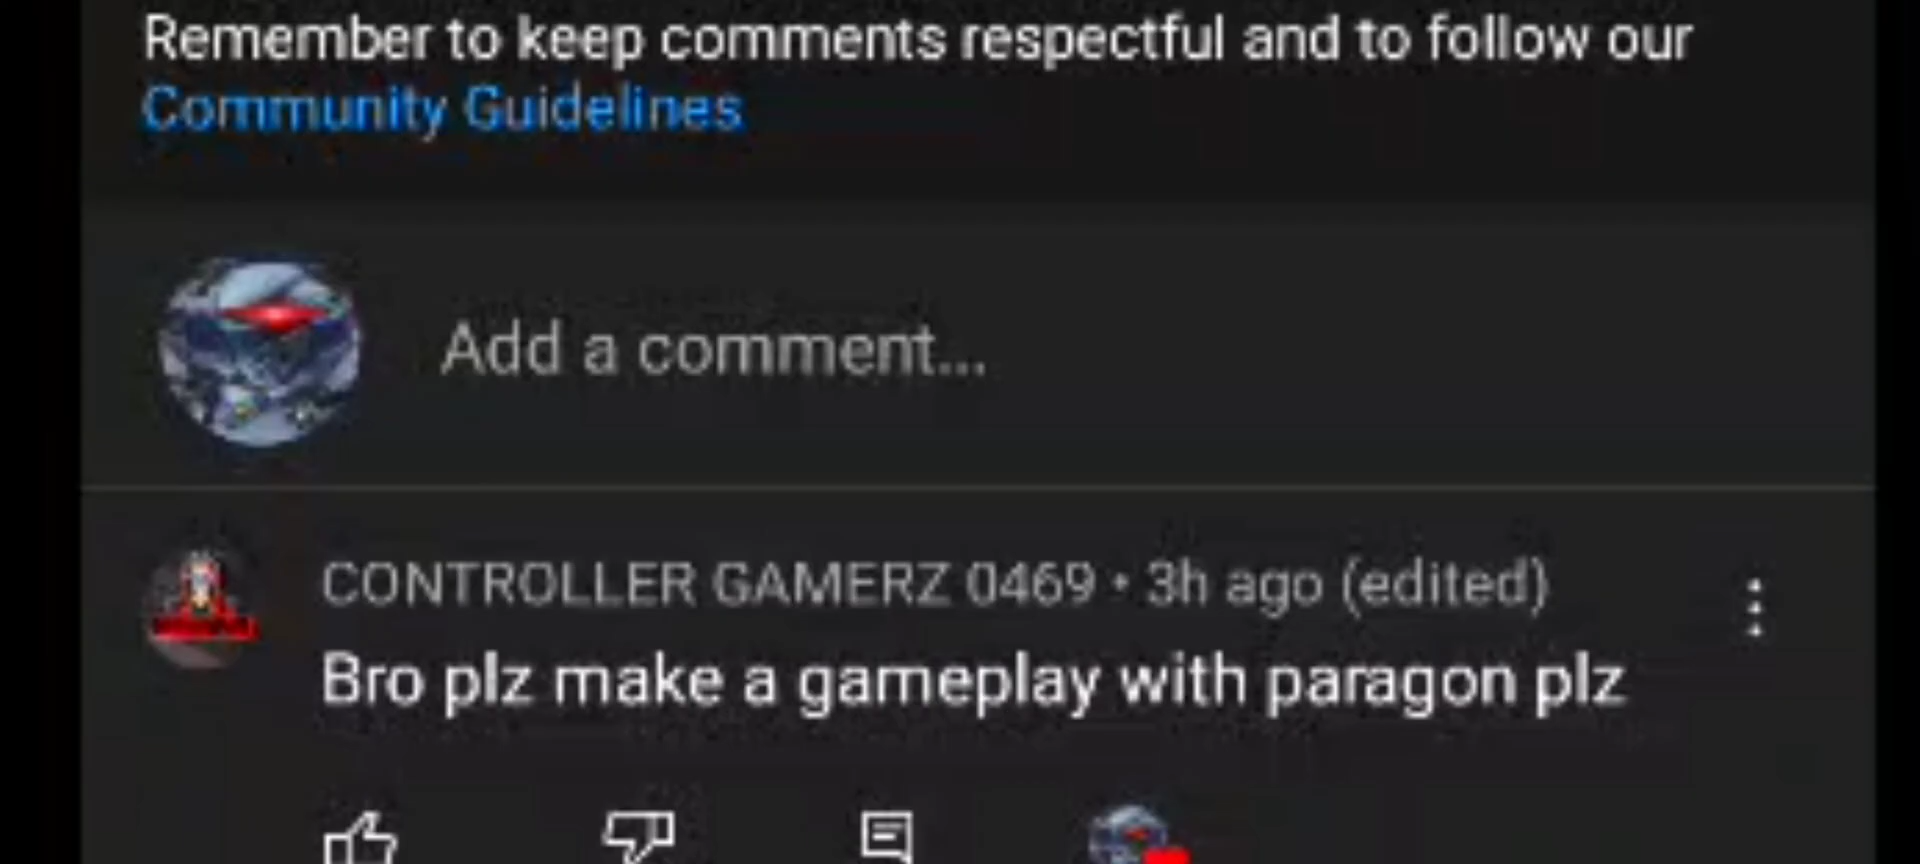 Remember to keep comments respectful and to follow our
Community Guidelines
Add a comment...
CONTROLLER GAMERZ 0469 • 3h ago (edited)
Bro plz make a gameplay with paragon plz